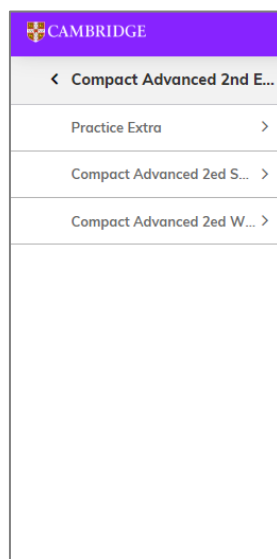 CAMBRIDGE
Compact Advanced 2nd E...
Practice Extra
Compact Advanced 2ed S...
Compact Advanced 2ed W...